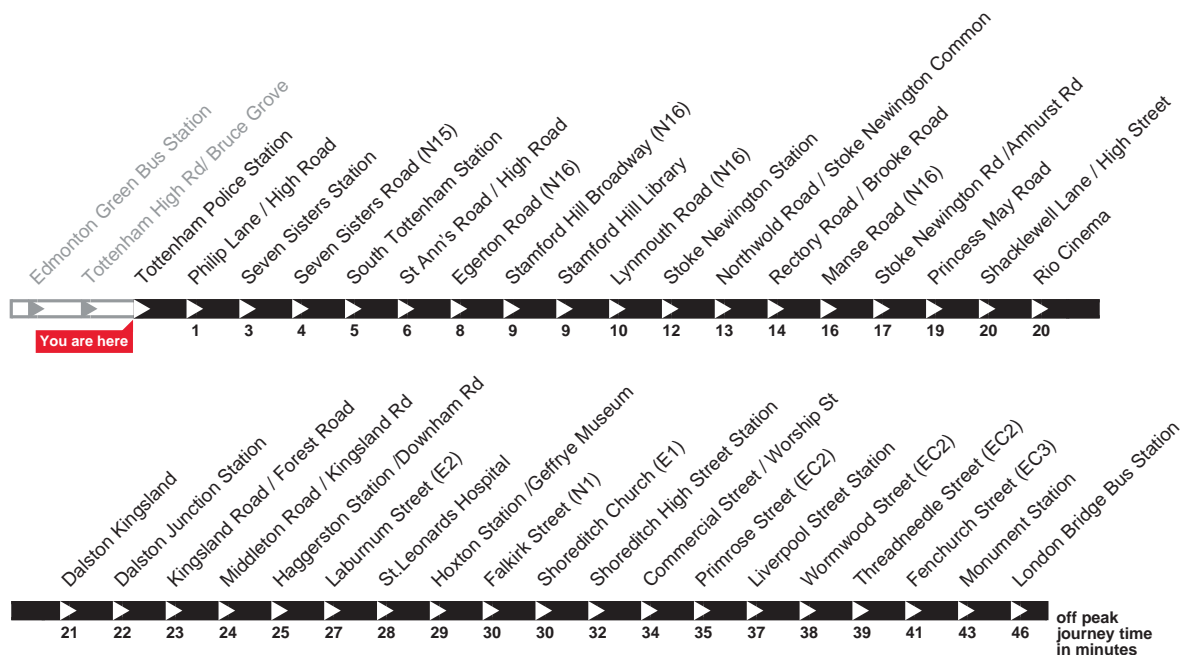 Edmonton Green Bus Station
Tottenham High Rd/ Bruce Grove
Tottenham Police Station
Philip Lane / High Road
Seven Sisters Station
Seven Sisters Road (N15)
South Tottenham Station
St Ann's Road / High Road
Egerton Road (N16)
Stamford Hill Broadway (N16)
Stamford Hill Library
Lynmouth Road (N16)
Stoke Newington Station
Northwold Road / Stoke Newington Common
Rectory Road / Brooke Road
Manse Road (N16)
Stoke Newington Rd /Amhurst Rd
Princess May Road
Shacklewell Lane / High Street
Rio Cinema
You are here
1 3 4 5 6 8 9 9 10 12 13 14 16 17 19 20 20
Dalston Kingsland
Dalston Junction Station
Kingsland Road / Forest Road
Middleton Road / Kingsland Rd
Haggerston Station /Downham Rd
Laburnum Street (E2)
St.Leonards Hospital
Hoxton Station /Geffrye Museum
Falkirk Street (N1)
Shoreditch Church (E1)
Shoreditch High Street Station
Commercial Street / Worship St
Primrose Street (EC2)
Liverpool Street Station
Wormwood Street (EC2)
Threadneedle Street (EC2)
Fenchurch Street (EC3)
Monument Station
London Bridge Bus Station
21 22 23 24 25 27 28 29 30 30 32 34 35 37 38 39 41 43 46
off peak
journey time
in minutes